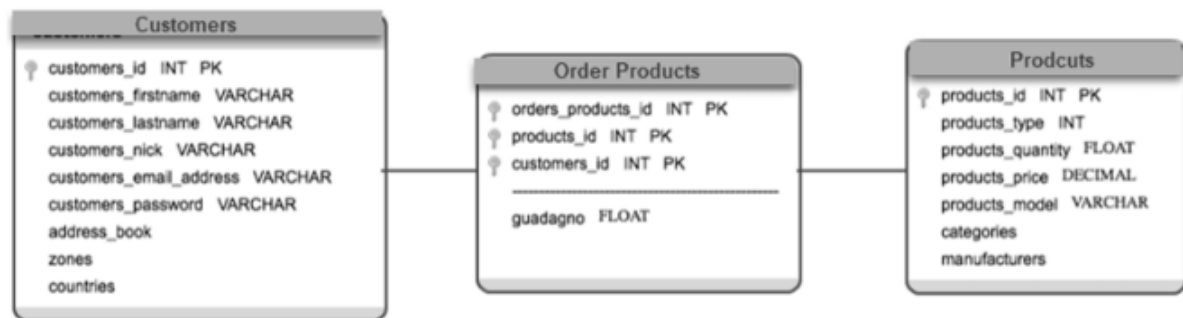 Customers
customers_id INT PK
customers_firstname VARCHAR
customers_lastname VARCHAR
customers_nick VARCHAR
customers_email_address VARCHAR
customers_password VARCHAR
address_book
zones
countries
Order Products
orders_products_id INT PK
products_id INT PK
customers_id INT PK
guadagno FLOAT
Prodcuts
products_id INT PK
products_type INT
products_quantity FLOAT
products_price DECIMAL
products_model VARCHAR
categories
manufacturers